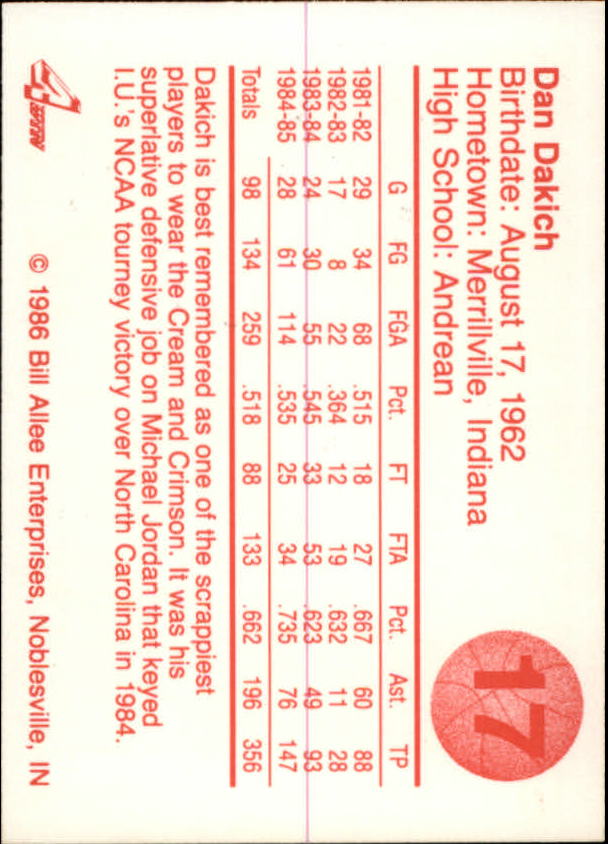 Dan Dakich
Birthdate: August 17, 1962
Hometown: Merrillville, Indiana
High School: Andrean
17
G FG FGA Pct. FT FTA Pct. Ast. TP
1981-82 29 34 68 .515 18 27 .667 60 88
1982-83 17 8 22 .364 12 19 .632 11 28
1983-84 24 30 55 .545 33 53 .623 49 93
1984-85 28 61 114 .535 25 34 .735 76 147
Totals 98 134 259 .518 88 133 .662 196 356
Dakich is best remembered as one of the scrappiest
players to wear the Cream and Crimson. It was his
superlative defensive job on Michael Jordan that keyed
I.U.'s NCAA tourney victory over North Carolina in 1984.
© 1986 Bill Allee Enterprises, Noblesville, IN